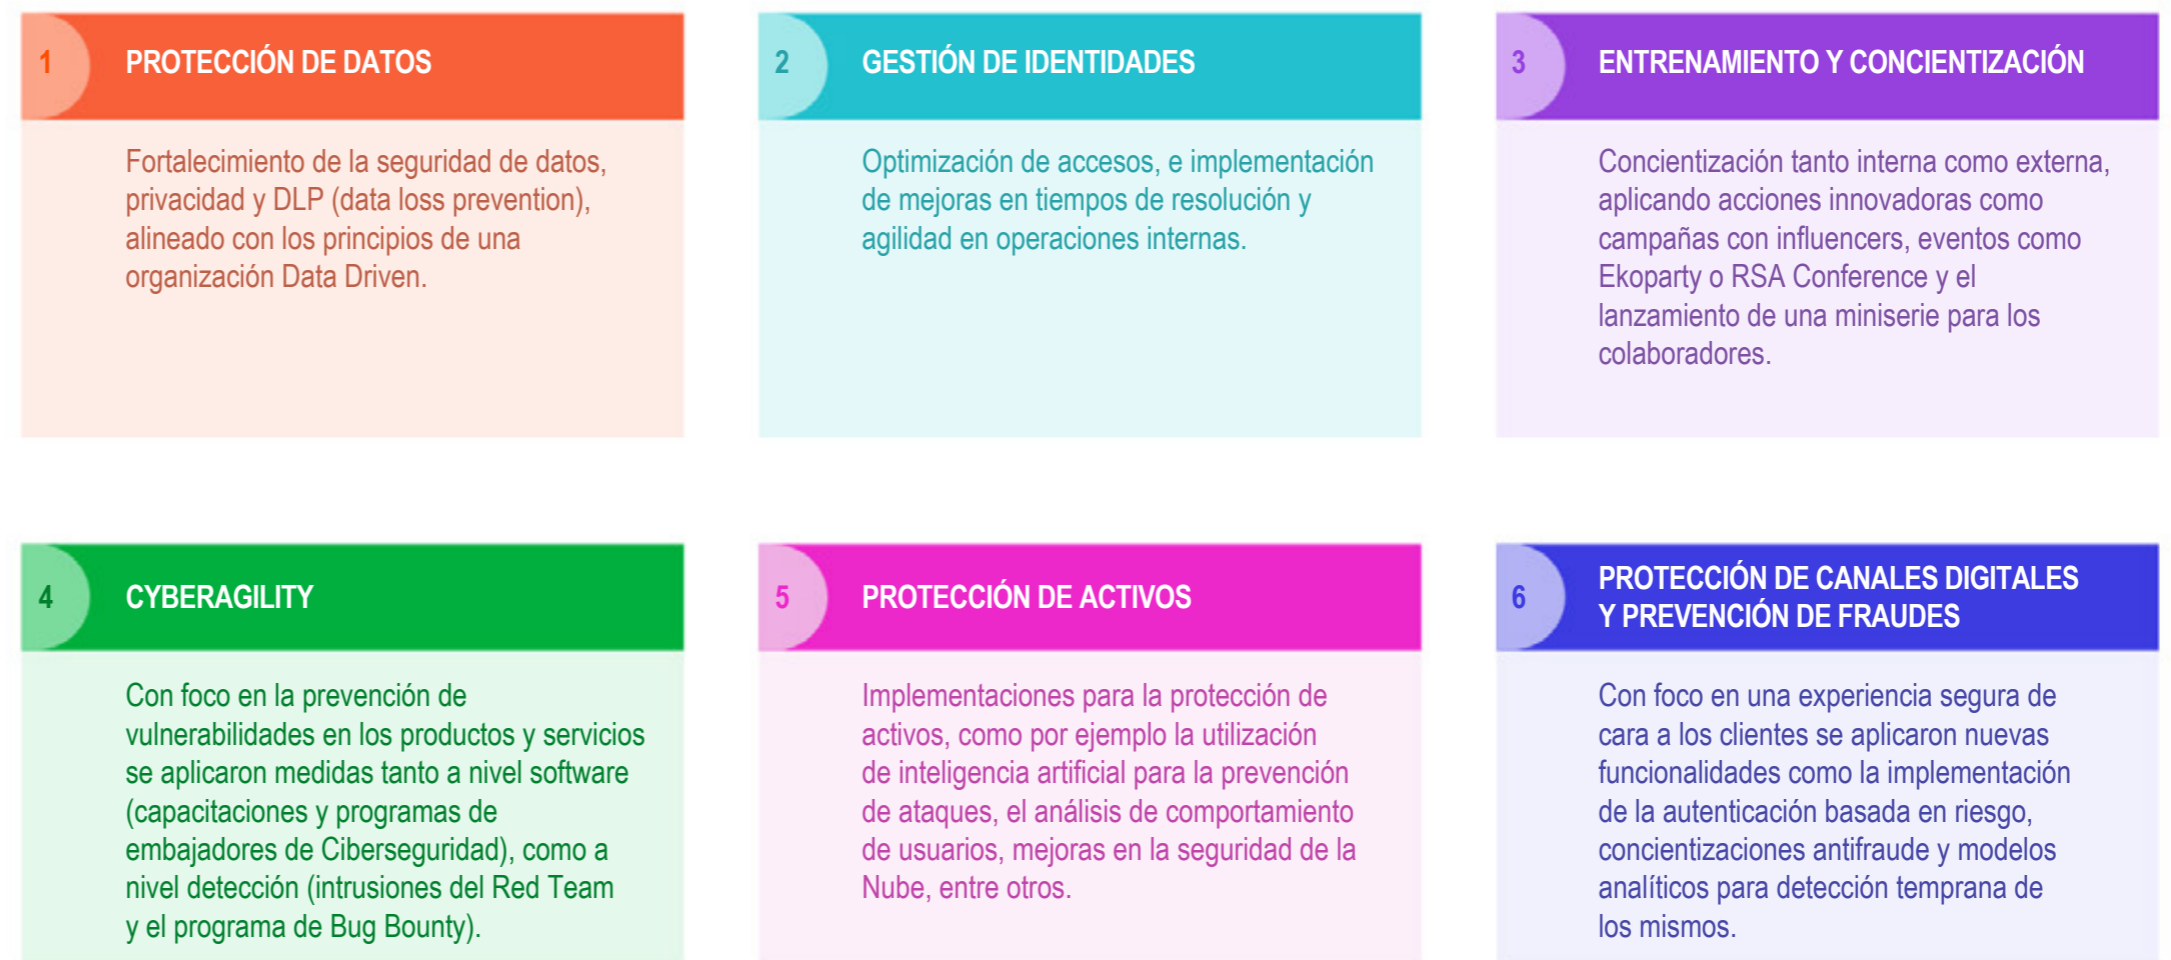 1
PROTECCIÓN DE DATOS
Fortalecimiento de la seguridad de datos,
privacidad y DLP (data loss prevention),
alineado con los principios de una
organización Data Driven.
2
GESTIÓN DE IDENTIDADES
Optimización de accesos, e implementación
de mejoras en tiempos de resolución y
agilidad en operaciones internas.
3
ENTRENAMIENTO Y CONCIENTIZACIÓN
Concientización tanto interna como externa,
aplicando acciones innovadoras como
campañas con influencers, eventos como
Ekoparty o RSA Conference y el
lanzamiento de una miniserie para los
colaboradores.
4
CYBERAGILITY
Con foco en la prevención de
vulnerabilidades en los productos y servicios
se aplicaron medidas tanto a nivel software
(capacitaciones y programas de
embajadores de Ciberseguridad), como a
nivel detección (intrusiones del Red Team
y el programa de Bug Bounty).
5
PROTECCIÓN DE ACTIVOS
Implementaciones para la protección de
activos, como por ejemplo la utilización
de inteligencia artificial para la prevención
de ataques, el análisis de comportamiento
de usuarios, mejoras en la seguridad de la
Nube, entre otros.
6
PROTECCIÓN DE CANALES DIGITALES
Y PREVENCIÓN DE FRAUDES
Con foco en una experiencia segura de
cara a los clientes se aplicaron nuevas
funcionalidades como la implementación
de la autenticación basada en riesgo,
concientizaciones antifraude y modelos
analíticos para detección temprana de
los mismos.